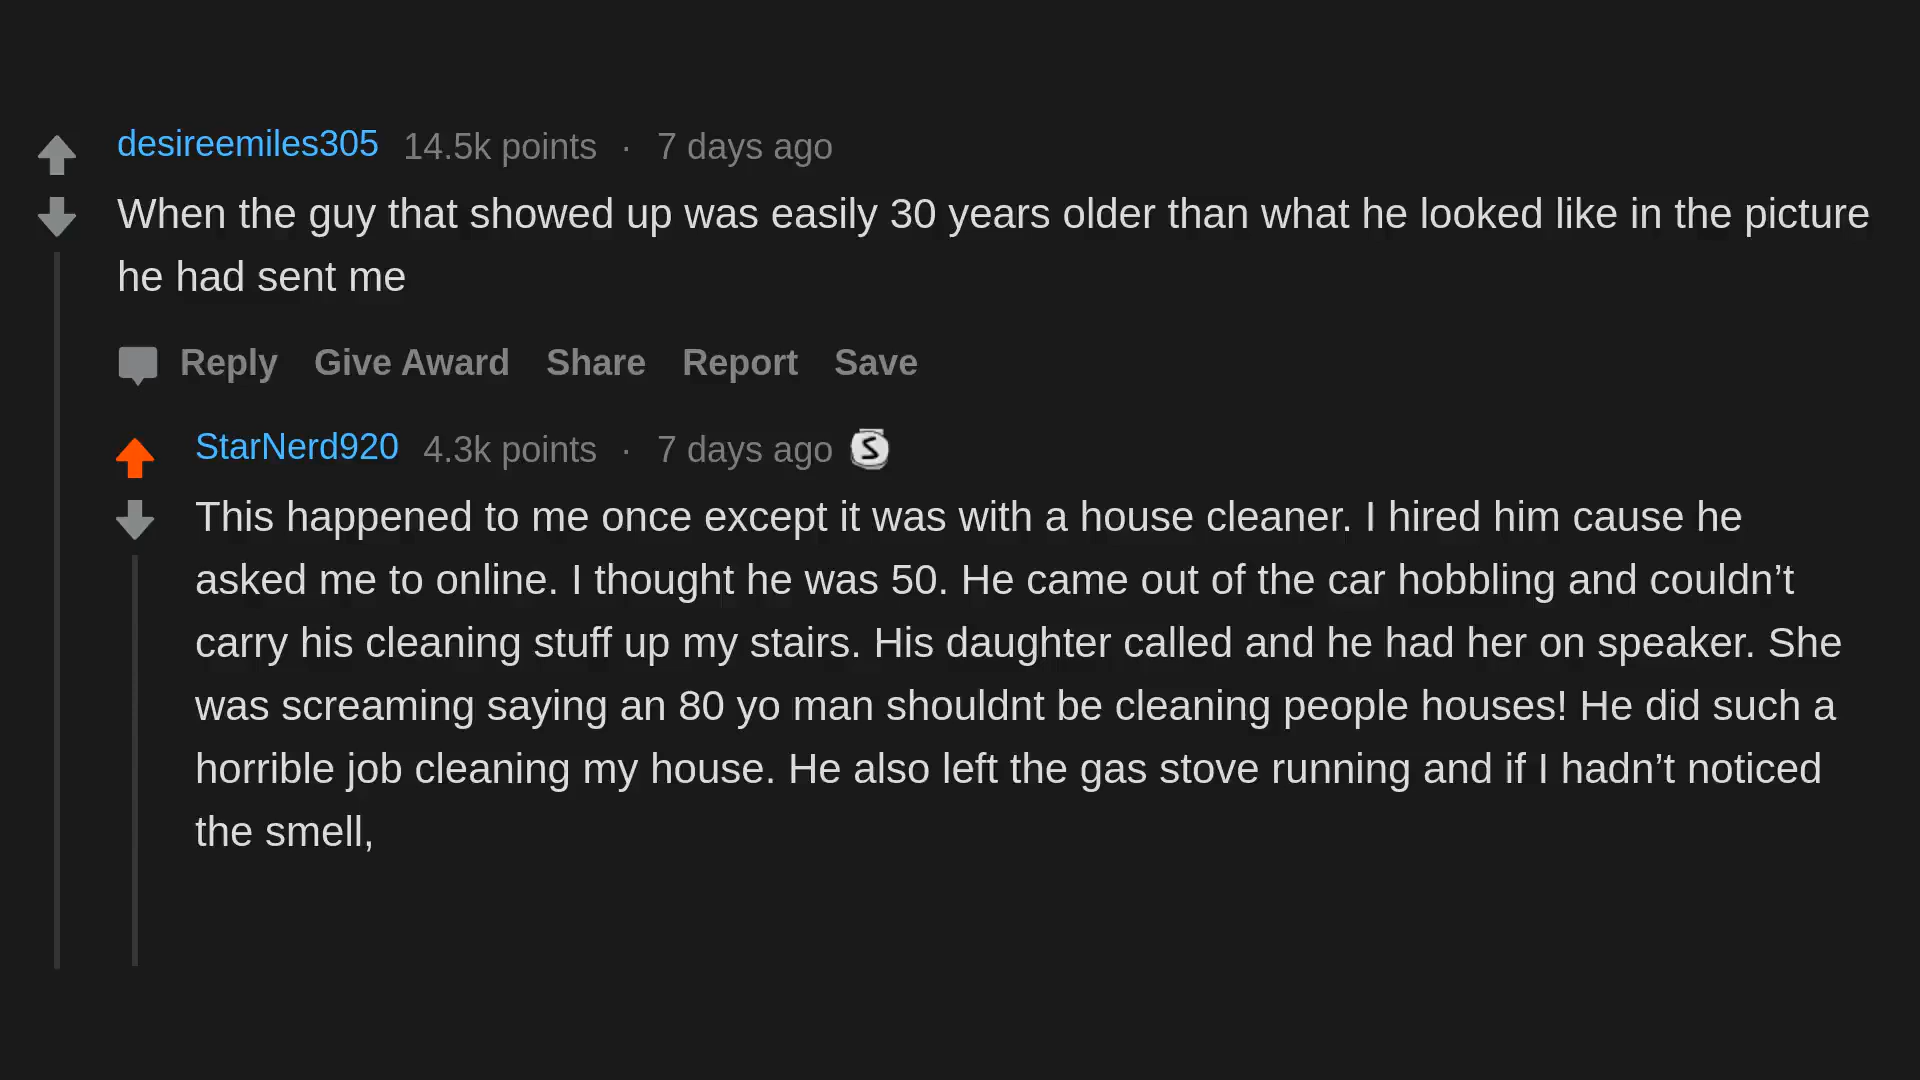 desireemiles305 14.5k points · 7 days ago
When the guy that showed up was easily 30 years older than what he looked like in the picture
he had sent me
Reply Give Award Share Report Save
StarNerd920 4.3k points · 7 days ago S
This happened to me once except it was with a house cleaner. I hired him cause he
asked me to online. I thought he was 50. He came out of the car hobbling and couldn’t
carry his cleaning stuff up my stairs. His daughter called and he had her on speaker. She
was screaming saying an 80 yo man shouldnt be cleaning people houses! He did such a
horrible job cleaning my house. He also left the gas stove running and if I hadn’t noticed
the smell,